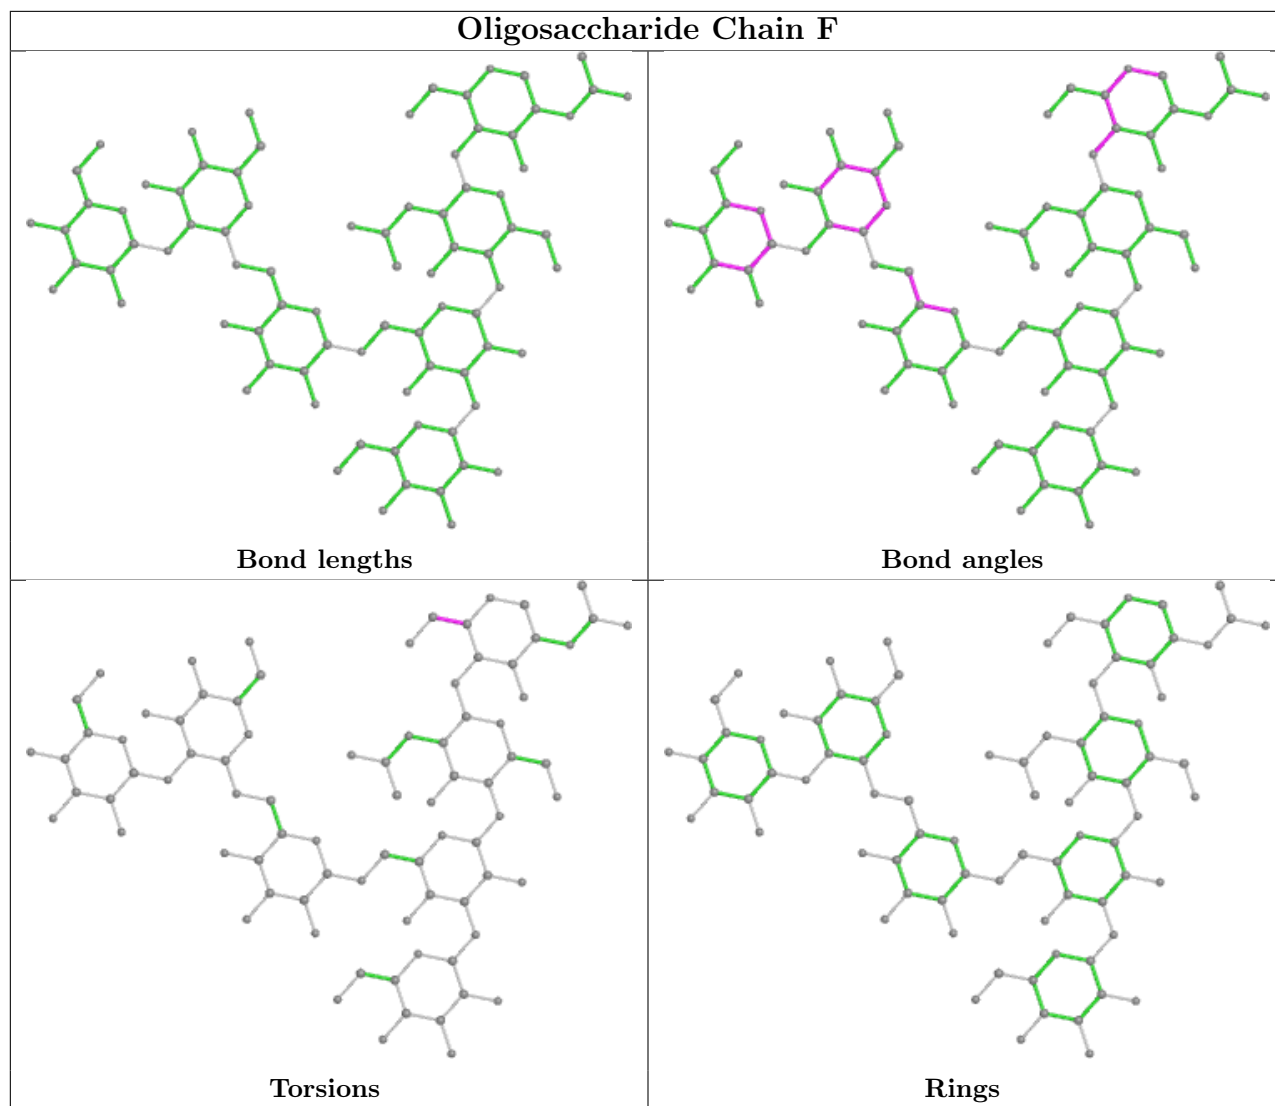 Oligosaccharide Chain F
Bond lengths
Bond angles
Torsions
Rings